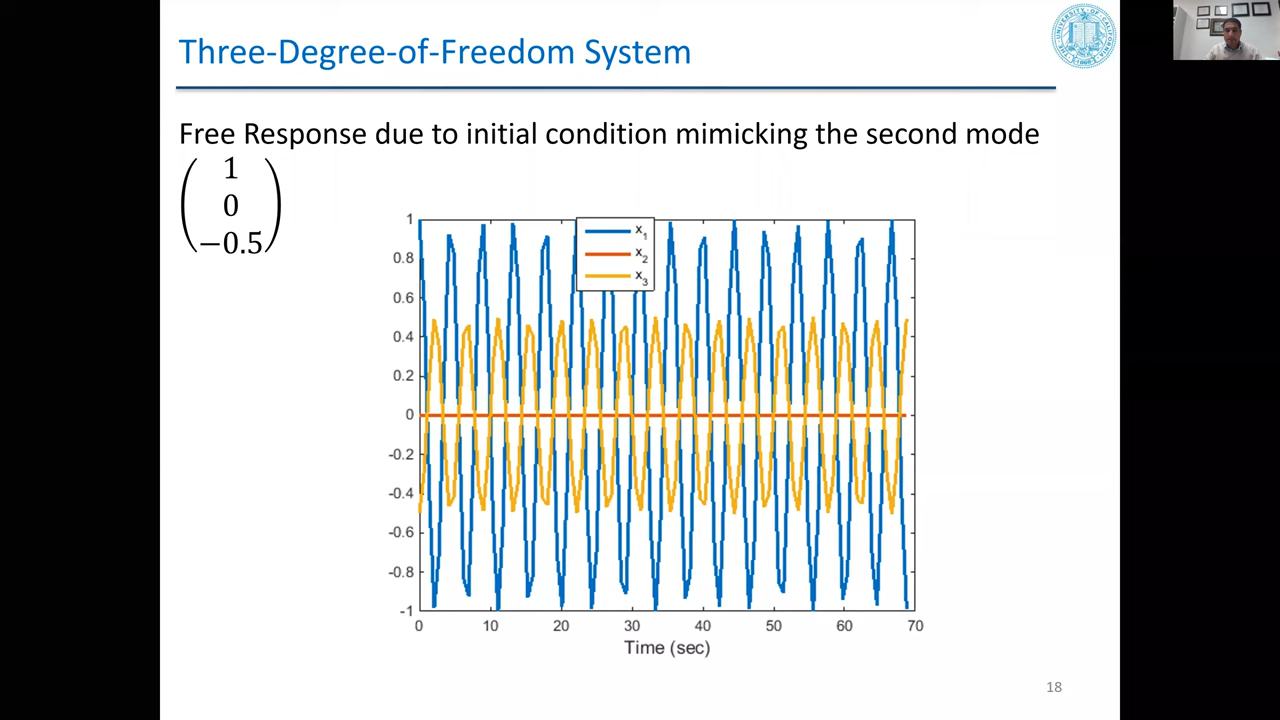 Three-Degree-of-Freedom System
Free Response due to initial condition mimicking the second mode
1
0
−0.5
x1
x2
x3
1
0.8
0.6
0.4
0.2
0
-0.2
-0.4
-0.6
-0.8
-1
0 10 20 30 40 50 60 70
Time (sec)
18